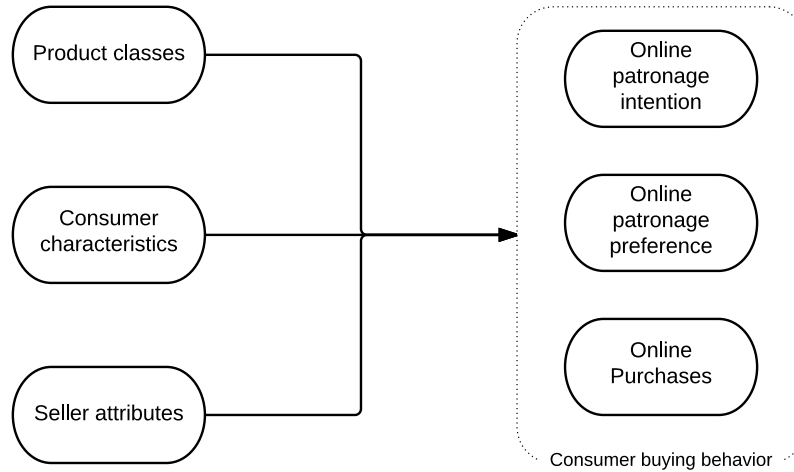 Product classes
Consumer
characteristics
Seller attributes
Online
patronage
intention
Online
patronage
preference
Online
Purchases
Consumer buying behavior